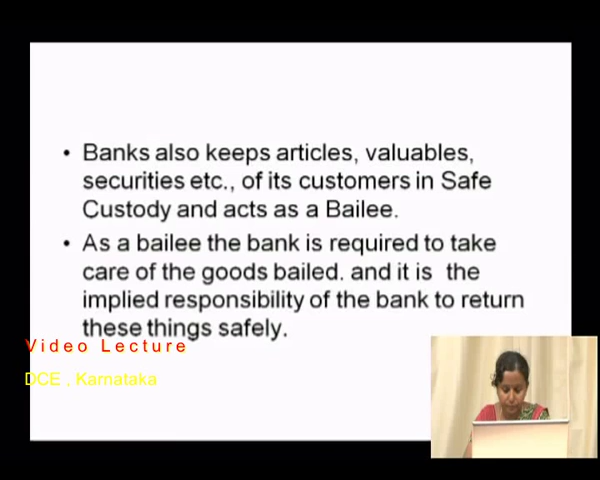 • Banks also keeps articles, valuables,
securities etc., of its customers in Safe
Custody and acts as a Bailee.
• As a bailee the bank is required to take
care of the goods bailed. and it is the
implied responsibility of the bank to return
these things safely.
Video Lecture
DCE , Karnataka